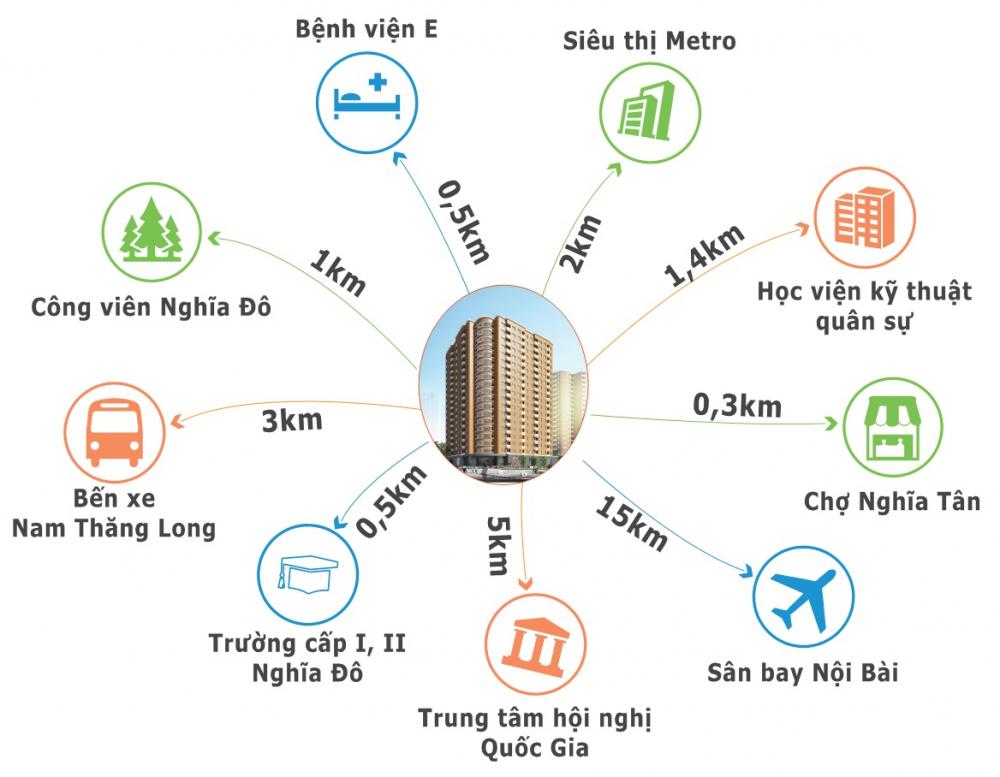 Bệnh viện E
Siêu thị Metro
0,5km
2km
1,4km
1km
Công viên Nghĩa Đô
Học viện kỹ thuật
quân sự
3km
0,3km
Bến xe
Nam Thăng Long
0,5km
5km
15km
Chợ Nghĩa Tân
Trường cấp I, II
Nghĩa Đô
Sân bay Nội Bài
Trung tâm hội nghị
Quốc Gia